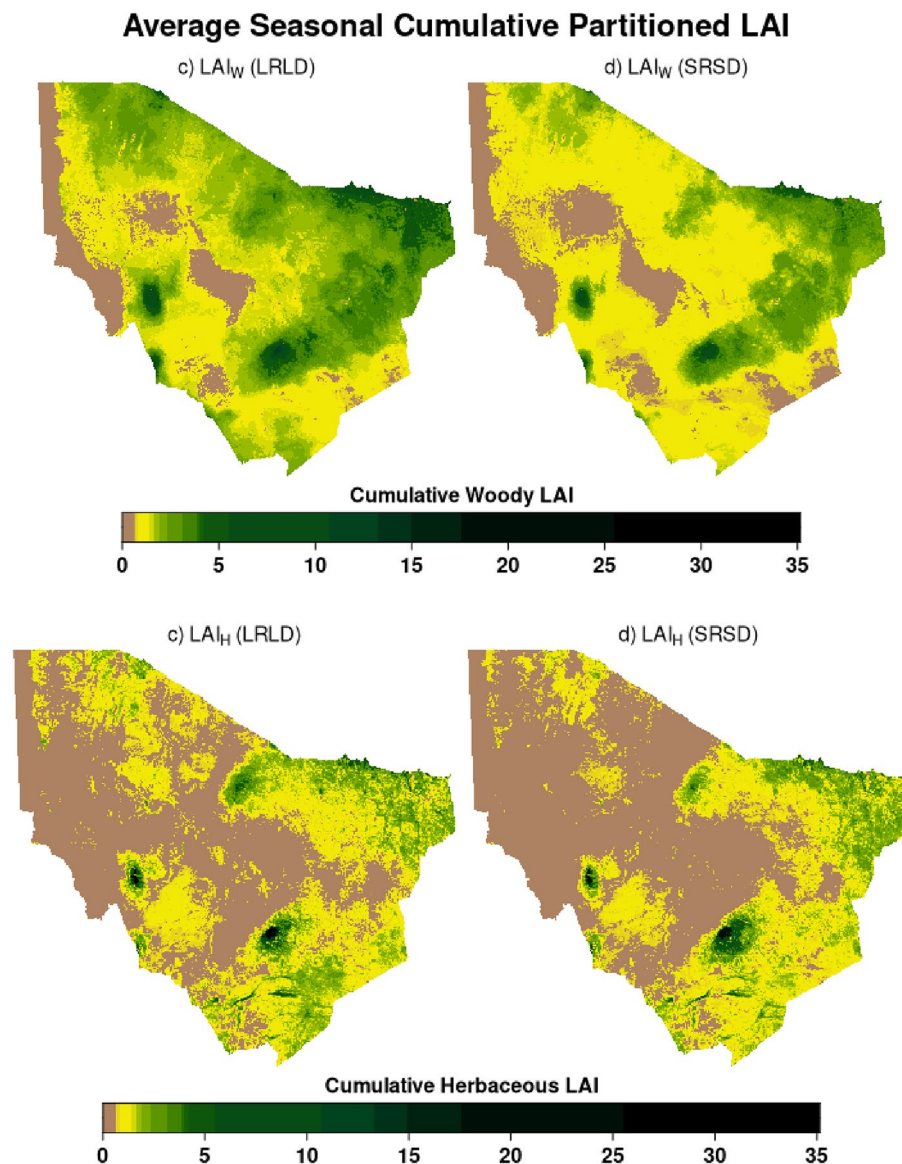 Average Seasonal Cumulative Partitioned LAI
c) LAIW (LRLD) d) LAIW (SRSD)
Cumulative Woody LAI
0 5 10 15 20 25 30 35
c) LAIH (LRLD) d) LAIH (SRSD)
Cumulative Herbaceous LAI
0 5 10 15 20 25 30 35